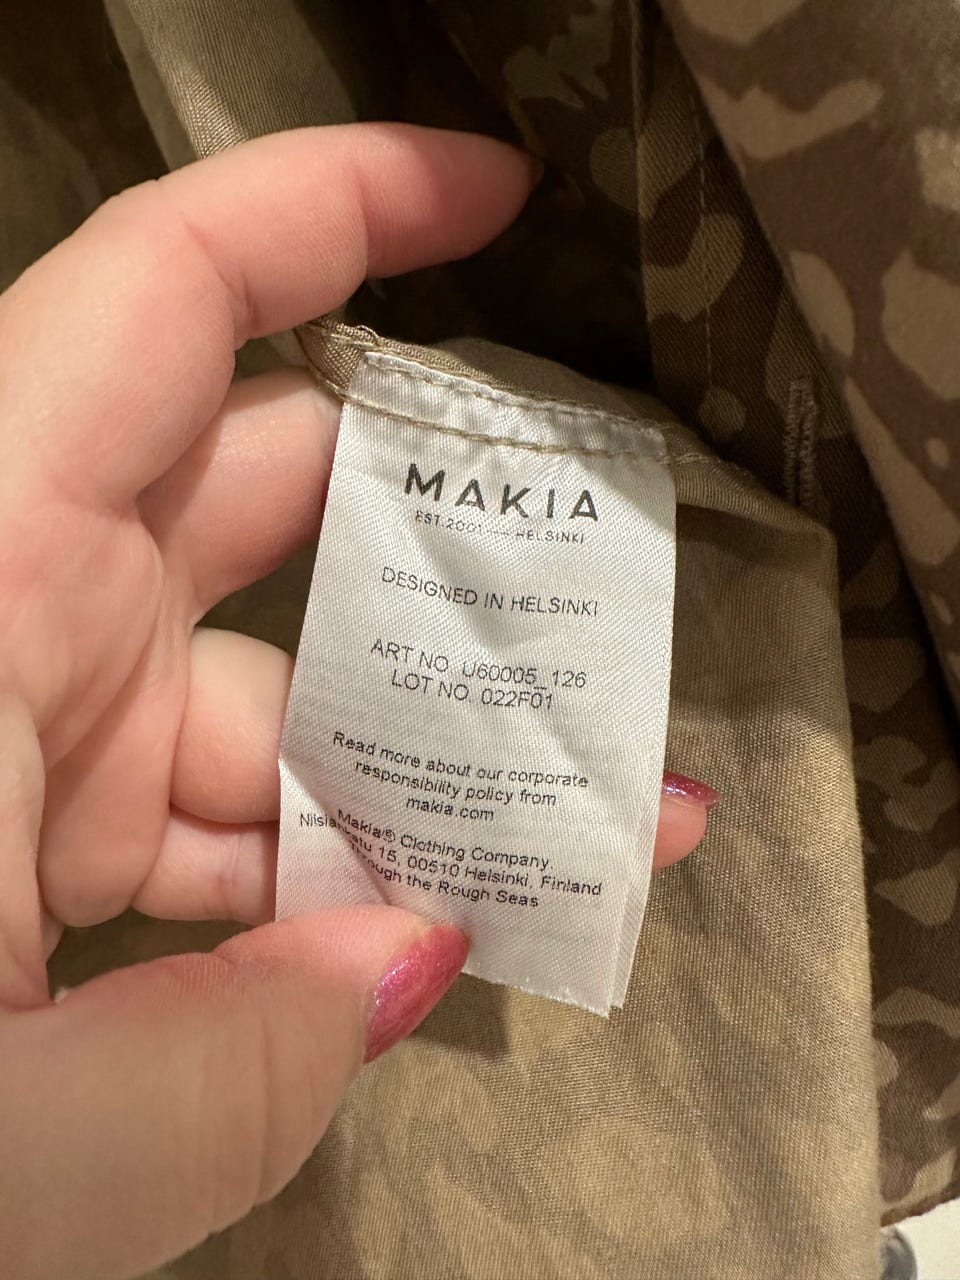 MAKIA
EST. 2001 — HELSINKI
DESIGNED IN HELSINKI
ART NO. U60005_126
LOT NO. 022F01
Read more about our corporate
responsibility policy from
makia.com
Makia® Clothing Company.
15, 00510 Helsinki, Finland
Through the Rough Seas